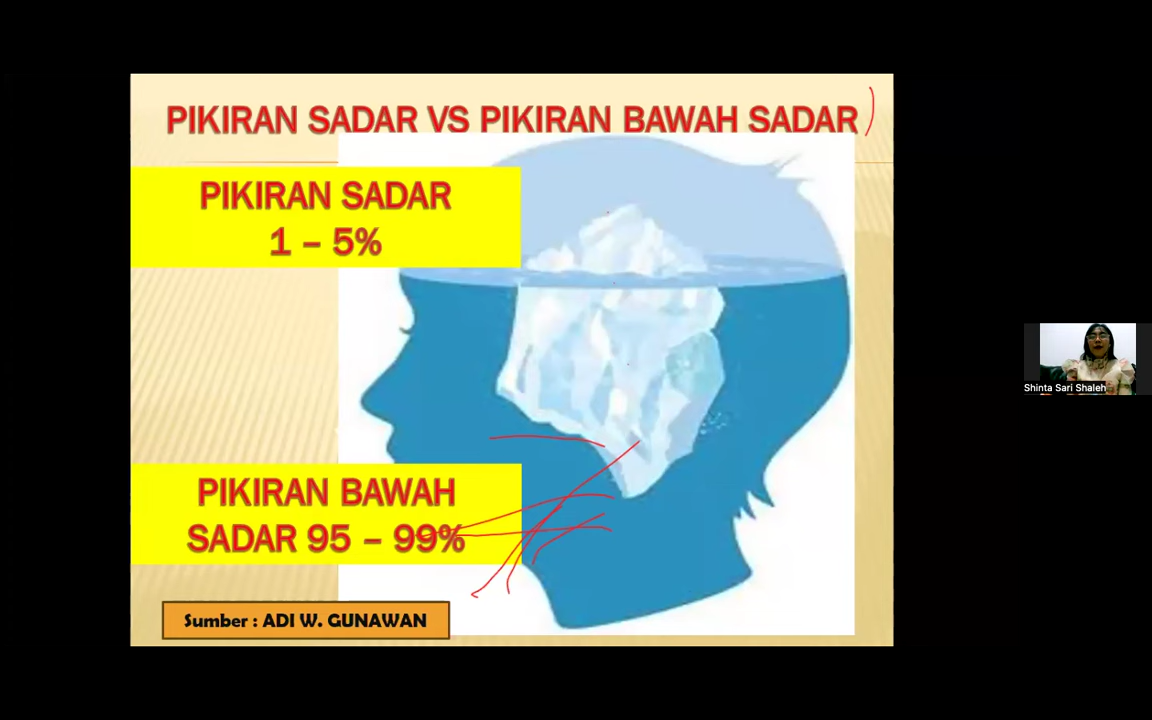 PIKIRAN SADAR VS PIKIRAN BAWAH SADAR
PIKIRAN SADAR
1 – 5%
PIKIRAN BAWAH
SADAR 95 – 99%
Sumber : ADI W. GUNAWAN
Shinta Sari Shaleh